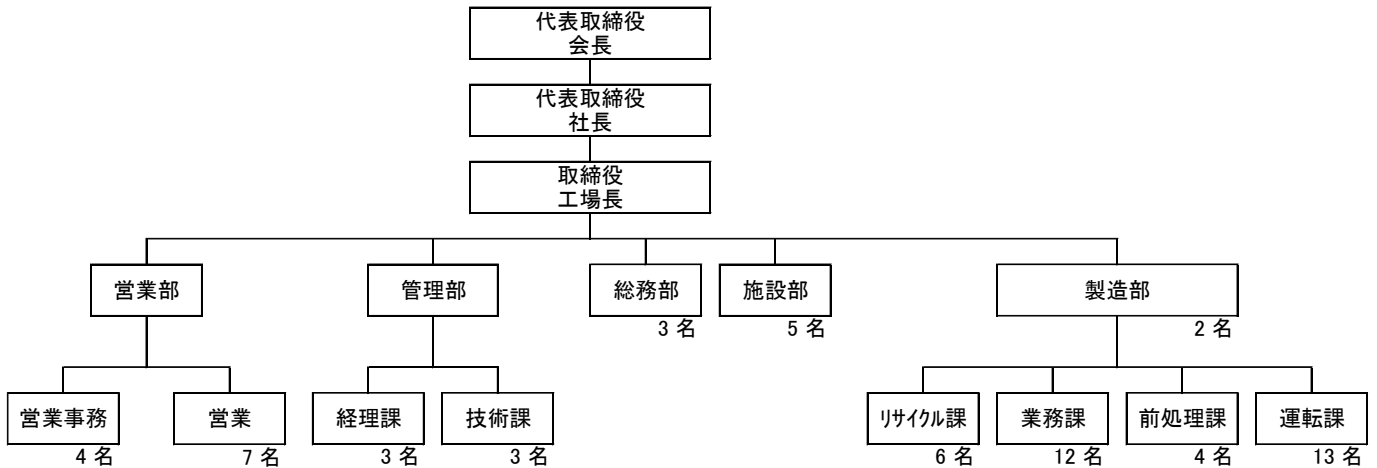 代表取締役
会長
代表取締役
社長
取締役
工場長
営業部
管理部
総務部
施設部
製造部
3 名
5 名
2 名
営業事務
営業
経理課
技術課
ﾘｻｲｸﾙ課
業務課
前処理課
運転課
4 名
7 名
3 名
3 名
6 名
12 名
4 名
13 名